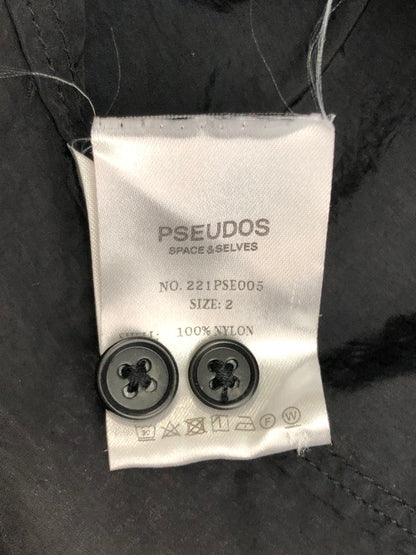 PSEUDOS
SPACE & SELVES
NO. 221PSE005
SIZE: 2
100% NYLON